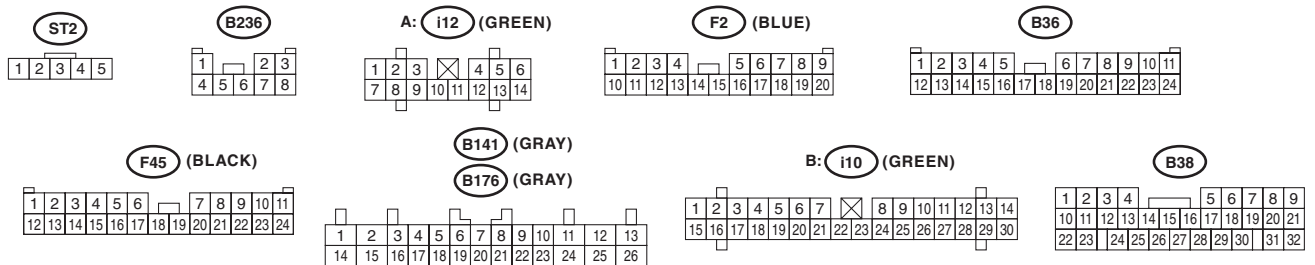 ST2
1 2 3 4 5
B236
1 2 3
4 5 6 7 8
A: i12 (GREEN)
1 2 3 4 5 6
7 8 9 10 11 12 13 14
F2 (BLUE)
1 2 3 4 5 6 7 8 9
10 11 12 13 14 15 16 17 18 19 20
B36
1 2 3 4 5 6 7 8 9 10 11
12 13 14 15 16 17 18 19 20 21 22 23 24
F45 (BLACK)
1 2 3 4 5 6 7 8 9 10 11
12 13 14 15 16 17 18 19 20 21 22 23 24
B141 (GRAY)
B176 (GRAY)
1 2 3 4 5 6 7 8 9 10 11 12 13
14 15 16 17 18 19 20 21 22 23 24 25 26
B: i10 (GREEN)
1 2 3 4 5 6 7 8 9 10 11 12 13 14
15 16 17 18 19 20 21 22 23 24 25 26 27 28 29 30
B38
1 2 3 4 5 6 7 8 9
10 11 12 13 14 15 16 17 18 19 20 21
22 23 24 25 26 27 28 29 30 31 32